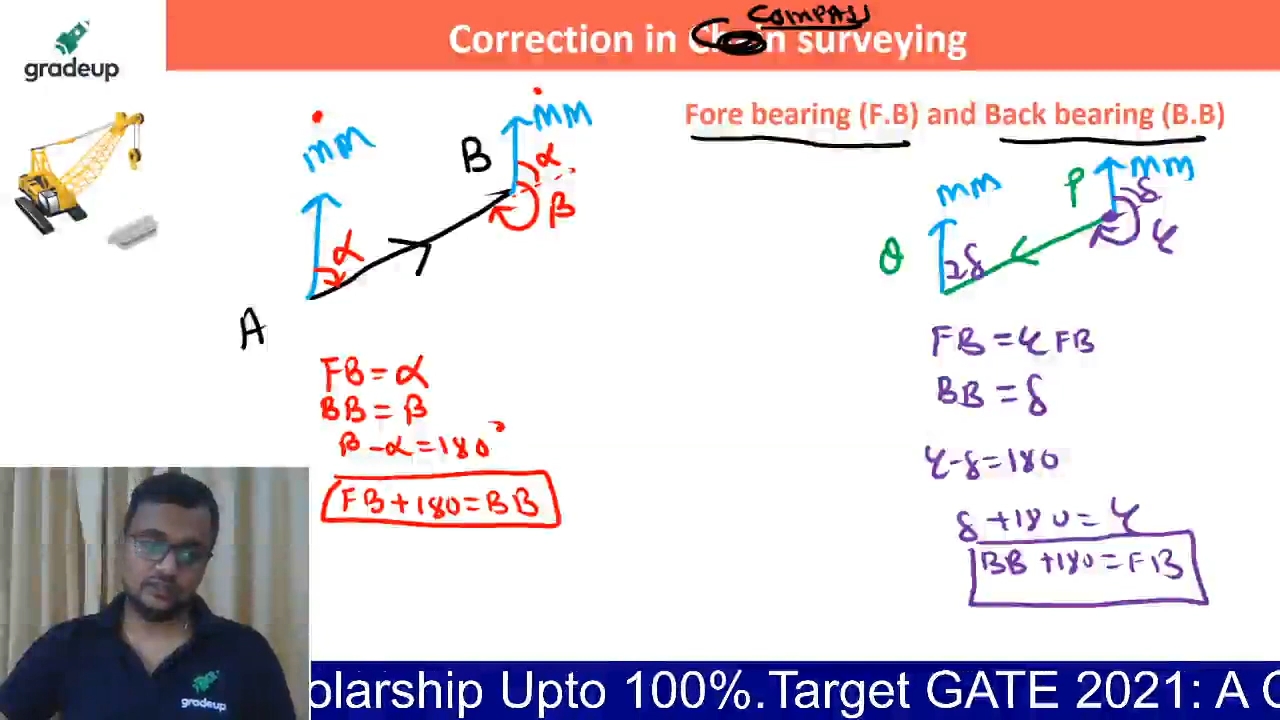 COMPASS
Correction in Chain surveying
gradeup
Fore bearing (F.B) and Back bearing (B.B)
MM
B
α
β
MM
α
A
FB = α
BB = β
β - α = 180°
FB + 180 = BB
MM
P
δ
MM
Q
δ
FB = FB
BB = δ
- δ = 180
δ + 180 =
BB + 180 = FB
gradeup
olarship Upto 100%.Target GATE 2021: A C